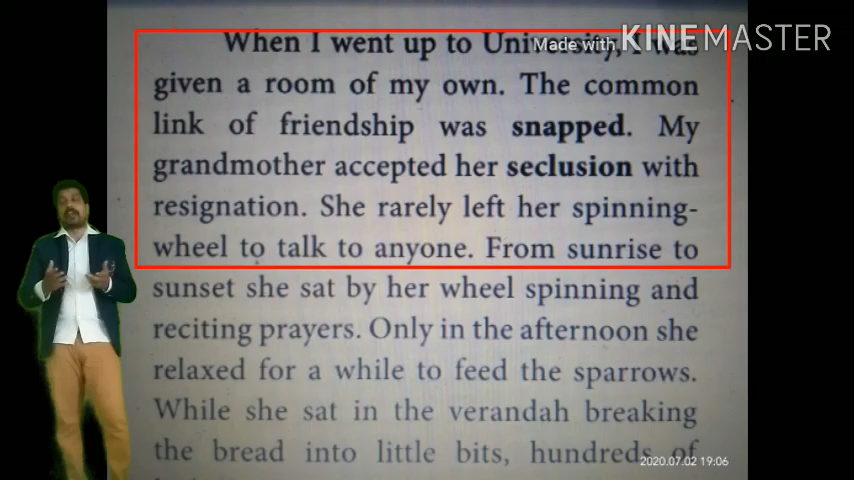 When I went up to University, I was
Made with KINEMASTER
given a room of my own. The common
link of friendship was snapped. My
grandmother accepted her seclusion with
resignation. She rarely left her spinning-
wheel to talk to anyone. From sunrise to
sunset she sat by her wheel spinning and
reciting prayers. Only in the afternoon she
relaxed for a while to feed the sparrows.
While she sat in the verandah breaking
the bread into little bits, hundreds of
2020.07.02 19:06